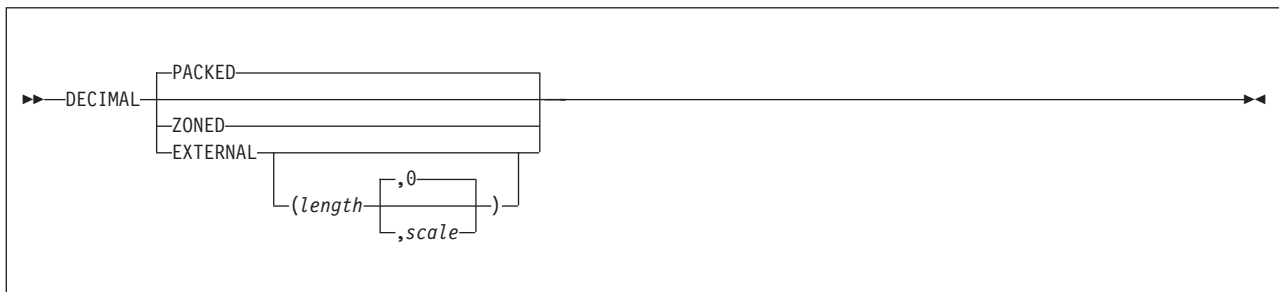 PACKED
DECIMAL
ZONED
EXTERNAL
,0
(length )
,scale